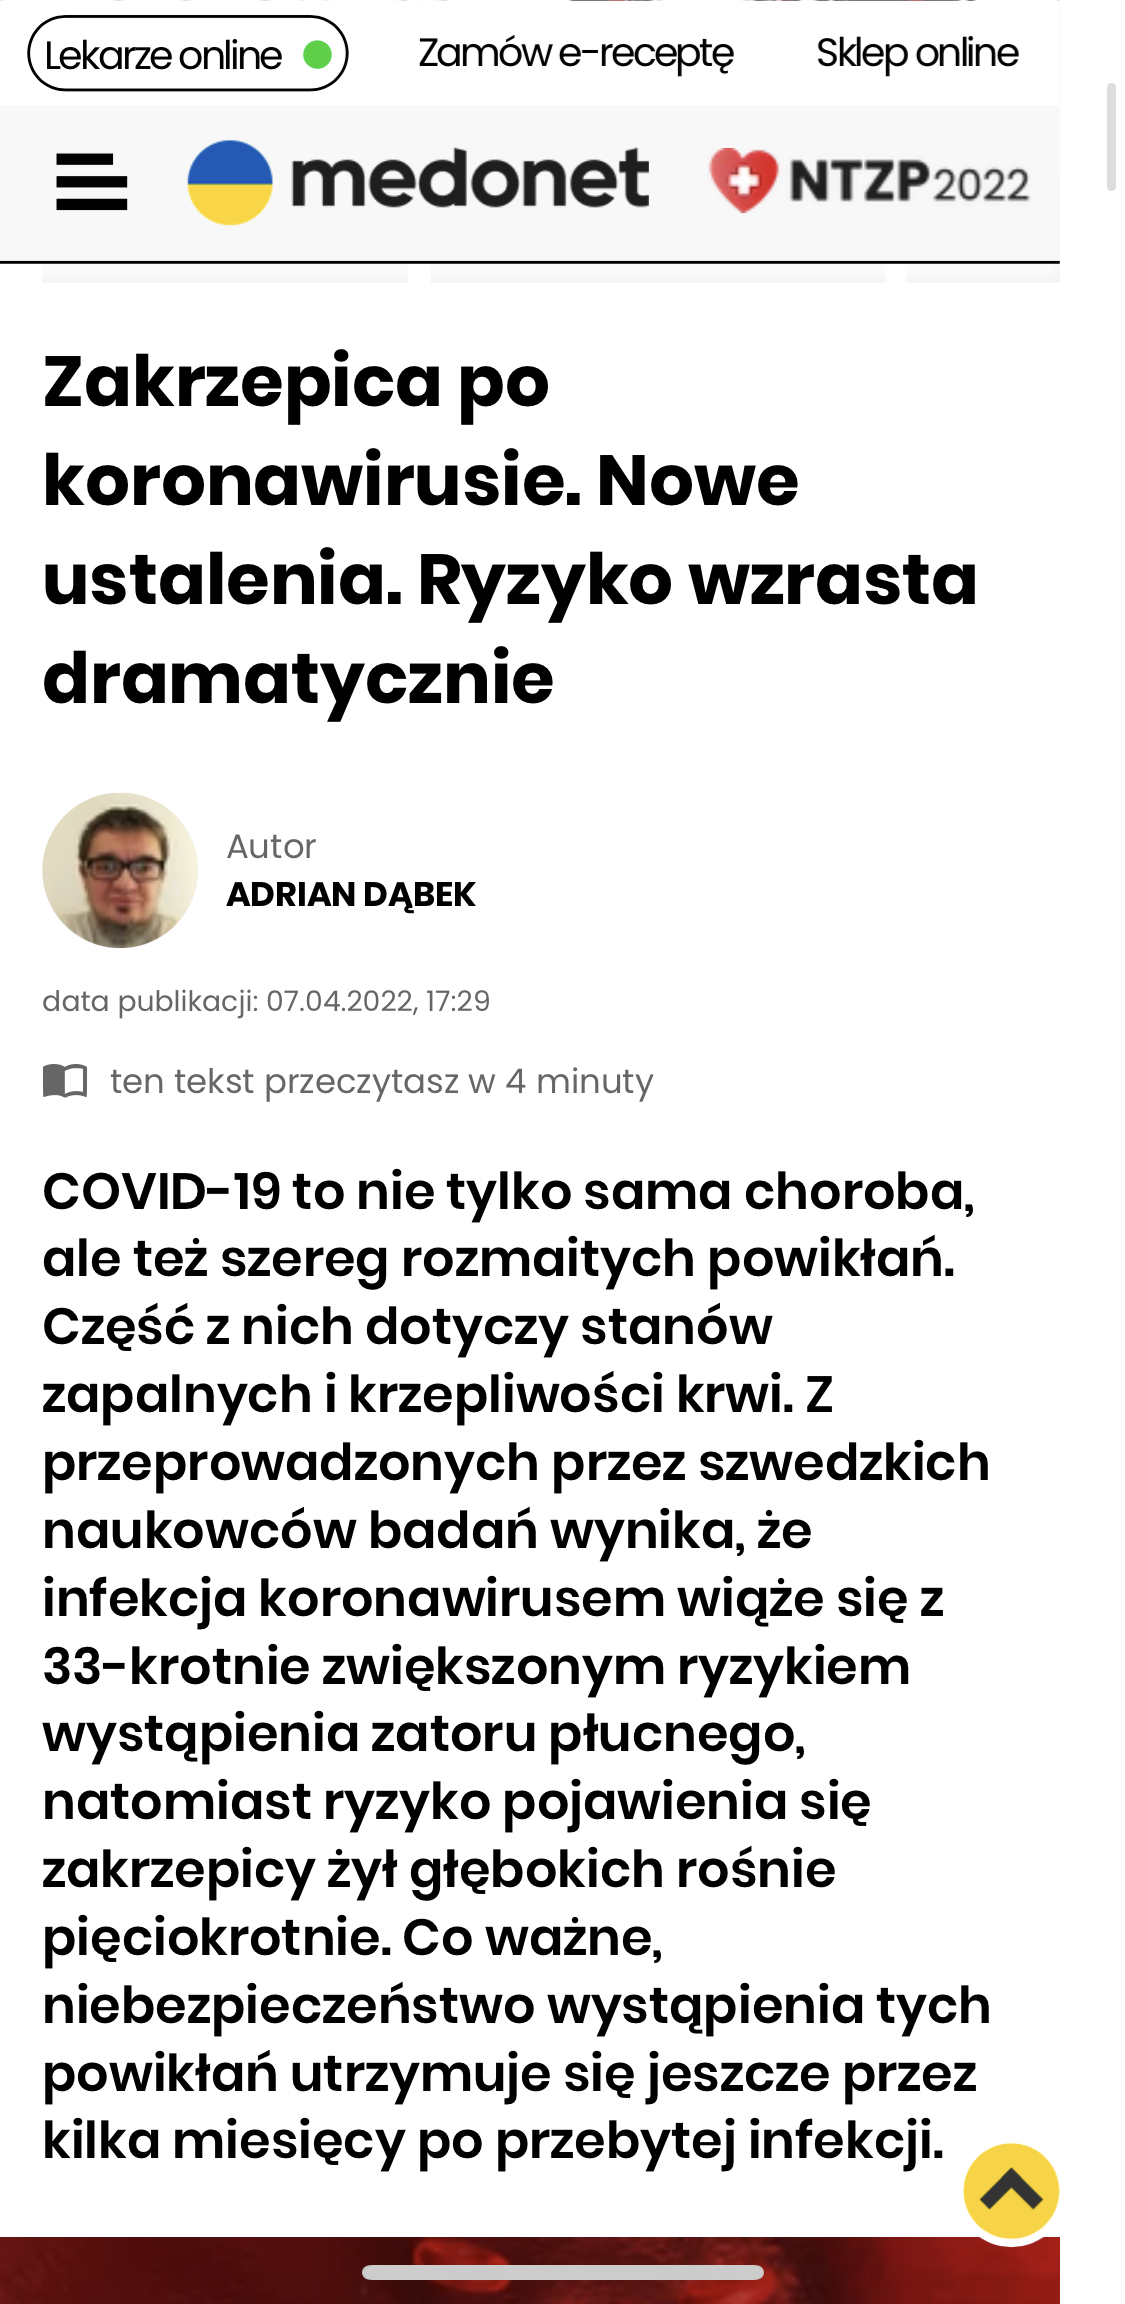 Lekarze online
Zamów e-receptę
Sklep online
medonet
NTZP2022
Zakrzepica po
koronawirusie. Nowe
ustalenia. Ryzyko wzrasta
dramatycznie
Autor
ADRIAN DĄBEK
data publikacji: 07.04.2022, 17:29
ten tekst przeczytasz w 4 minuty
COVID-19 to nie tylko sama choroba,
ale też szereg rozmaitych powikłań.
Część z nich dotyczy stanów
zapalnych i krzepliwości krwi. Z
przeprowadzonych przez szwedzkich
naukowców badań wynika, że
infekcja koronawirusem wiąże się z
33-krotnie zwiększonym ryzykiem
wystąpienia zatoru płucnego,
natomiast ryzyko pojawienia się
zakrzepicy żył głębokich rośnie
pięciokrotnie. Co ważne,
niebezpieczeństwo wystąpienia tych
powikłań utrzymuje się jeszcze przez
kilka miesięcy po przebytej infekcji.